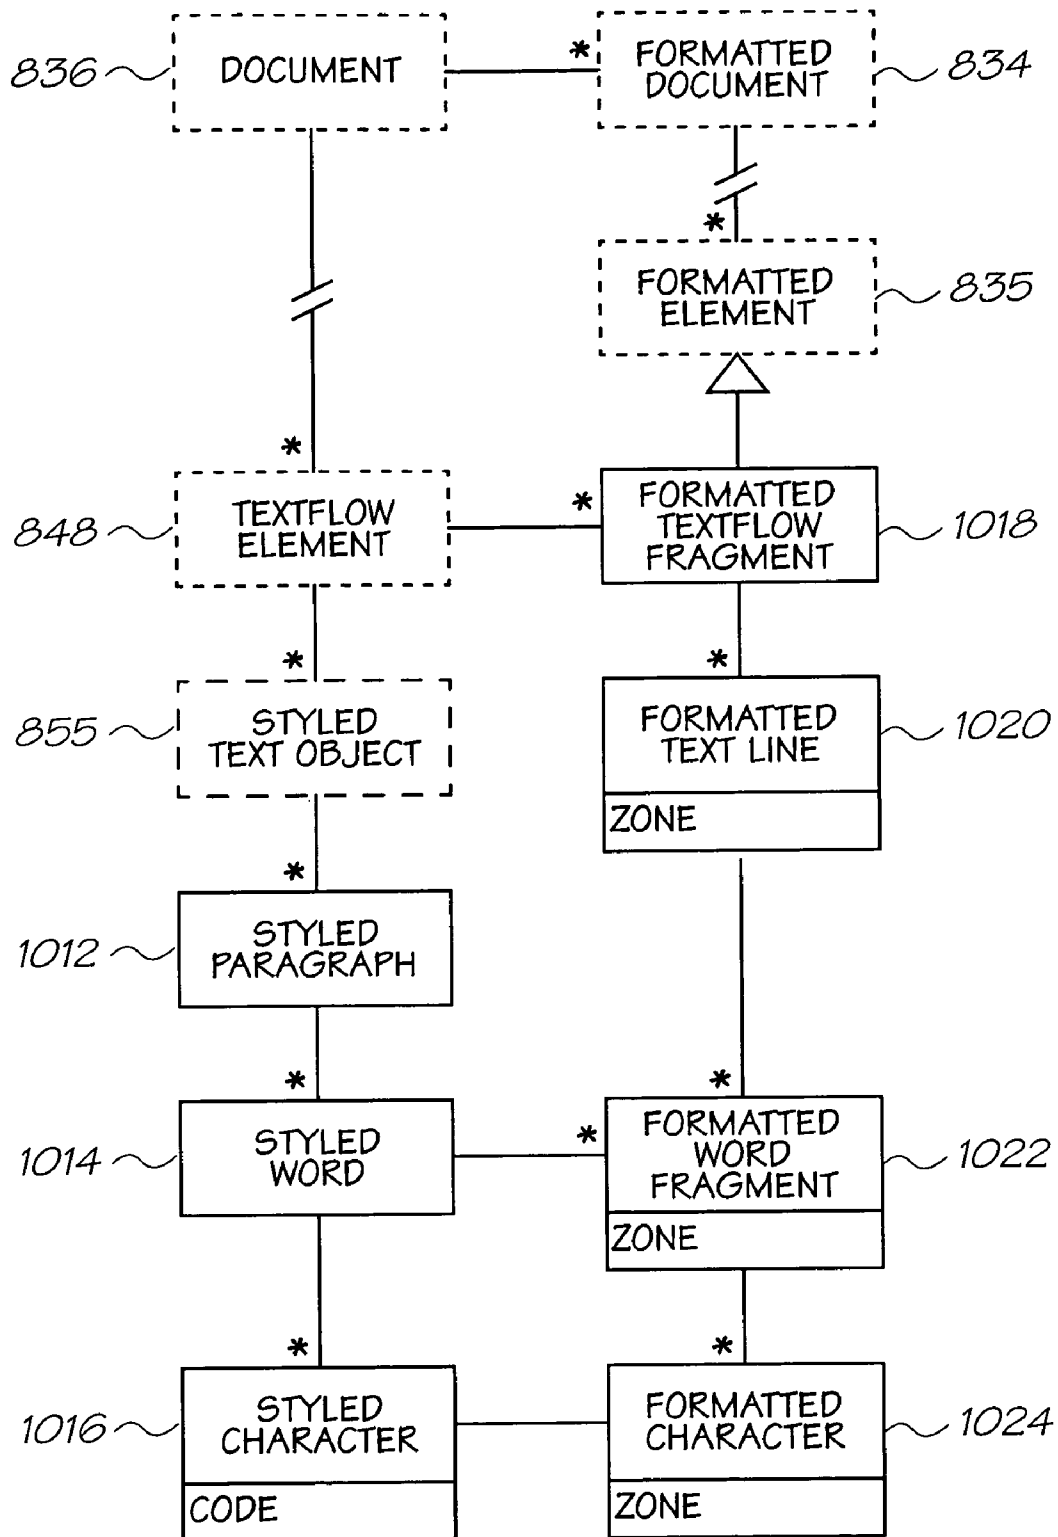 836
DOCUMENT
*
FORMATTED
DOCUMENT
834
*
FORMATTED
ELEMENT
835
*
848
TEXTFLOW
ELEMENT
*
FORMATTED
TEXTFLOW
FRAGMENT
1018
*
855
STYLED
TEXT OBJECT
*
FORMATTED
TEXT LINE
ZONE
1020
*
1012
STYLED
PARAGRAPH
*
1014
STYLED
WORD
*
*
FORMATTED
WORD
FRAGMENT
ZONE
1022
*
1016
STYLED
CHARACTER
CODE
*
FORMATTED
CHARACTER
ZONE
1024